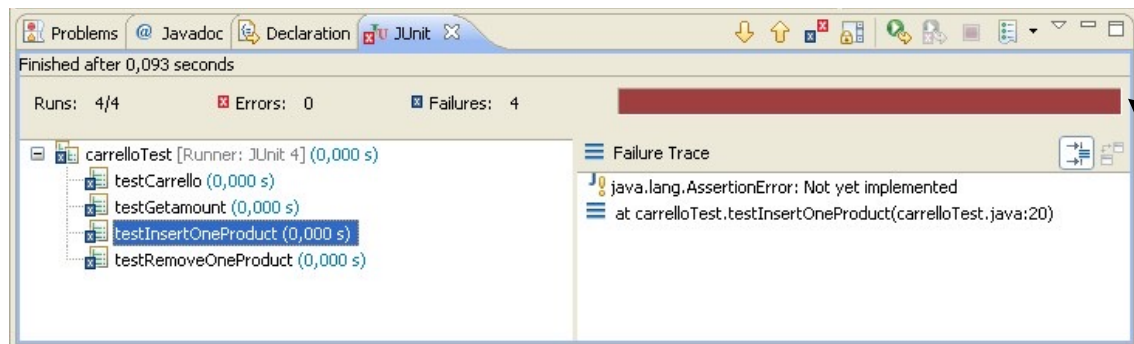 Problems @ Javadoc Declaration JUnit
Finished after 0,093 seconds
Runs: 4/4 Errors: 0 Failures: 4
carrelloTest [Runner: JUnit 4] (0,000 s)
testCarrello (0,000 s)
testGetamount (0,000 s)
testInsertOneProduct (0,000 s)
testRemoveOneProduct (0,000 s)
Failure Trace
java.lang.AssertionError: Not yet implemented
at carrelloTest.testInsertOneProduct(carrelloTest.java:20)